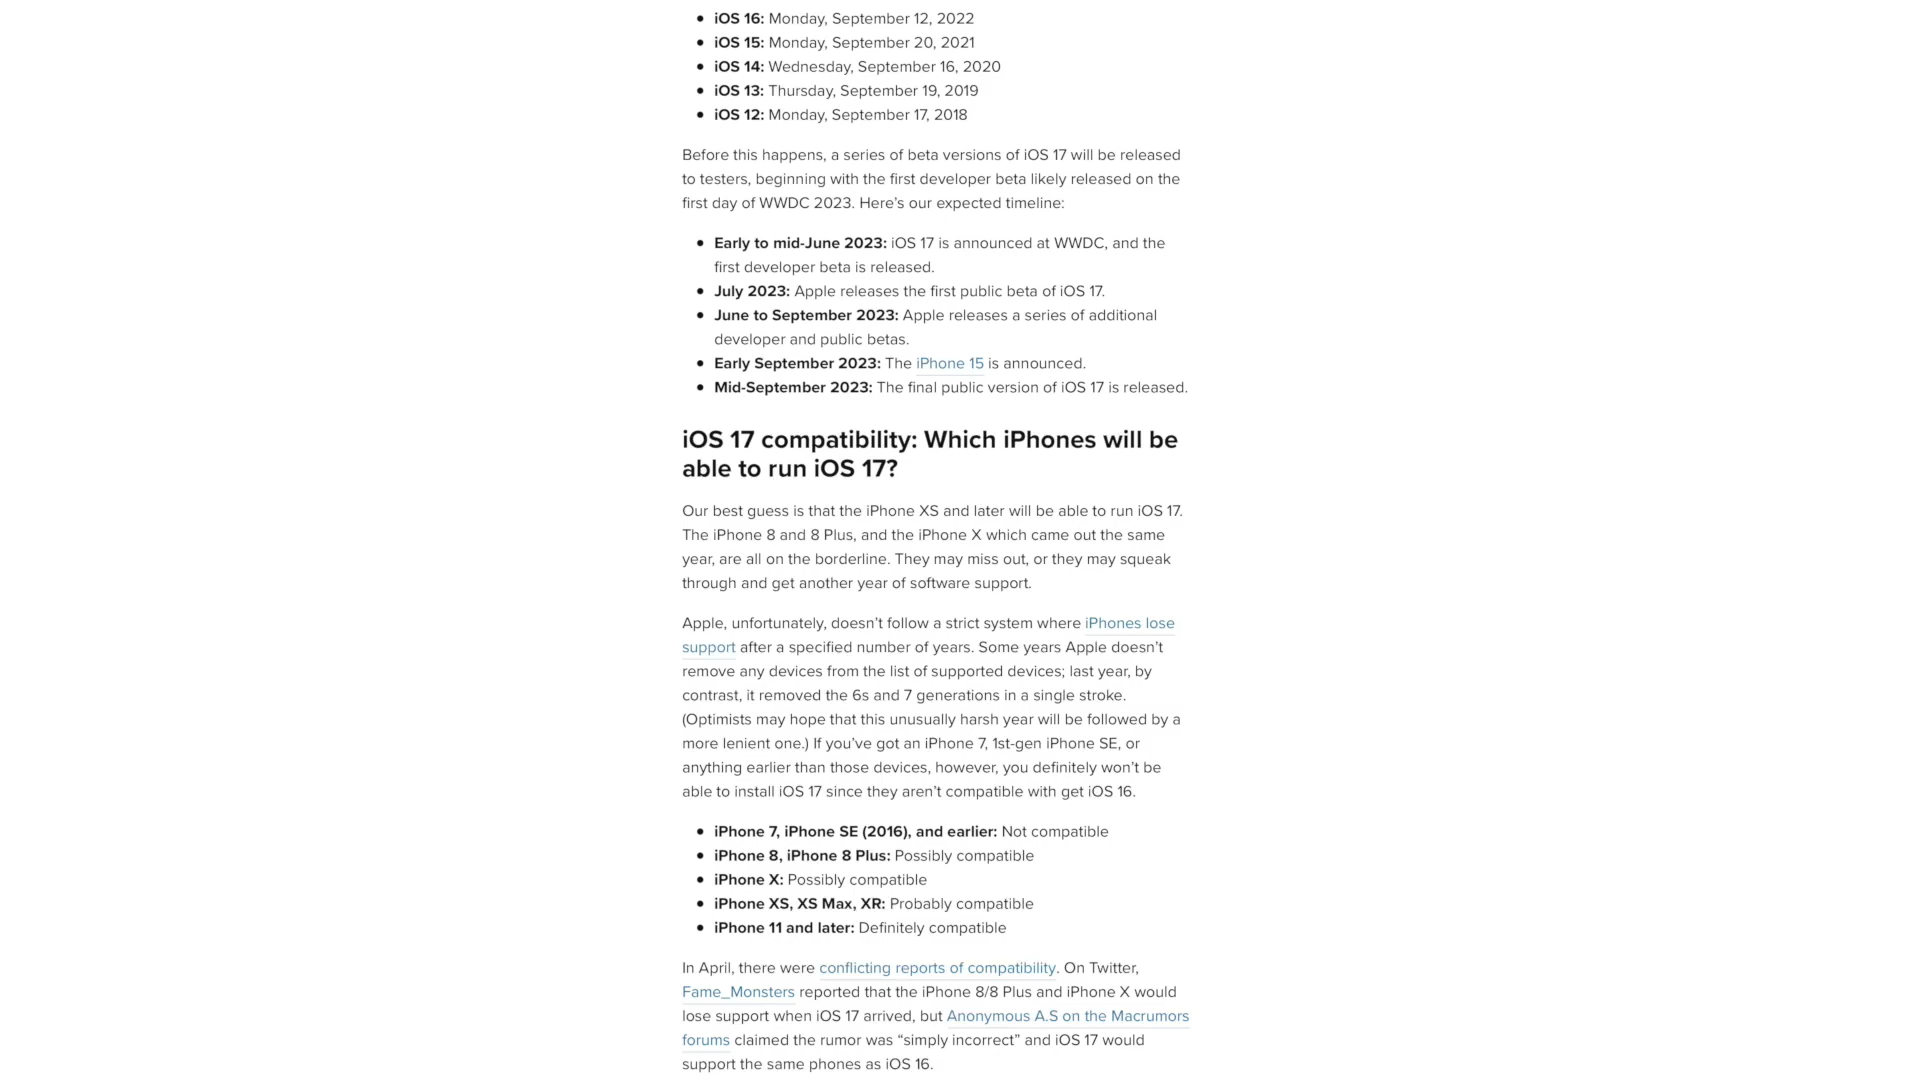 • iOS 16: Monday, September 12, 2022
• iOS 15: Monday, September 20, 2021
• iOS 14: Wednesday, September 16, 2020
• iOS 13: Thursday, September 19, 2019
• iOS 12: Monday, September 17, 2018
Before this happens, a series of beta versions of iOS 17 will be released
to testers, beginning with the first developer beta likely released on the
first day of WWDC 2023. Here’s our expected timeline:
• Early to mid-June 2023: iOS 17 is announced at WWDC, and the
first developer beta is released.
• July 2023: Apple releases the first public beta of iOS 17.
• June to September 2023: Apple releases a series of additional
developer and public betas.
• Early September 2023: The iPhone 15 is announced.
• Mid-September 2023: The final public version of iOS 17 is released.
iOS 17 compatibility: Which iPhones will be
able to run iOS 17?
Our best guess is that the iPhone XS and later will be able to run iOS 17.
The iPhone 8 and 8 Plus, and the iPhone X which came out the same
year, are all on the borderline. They may miss out, or they may squeak
through and get another year of software support.
Apple, unfortunately, doesn’t follow a strict system where iPhones lose
support after a specified number of years. Some years Apple doesn’t
remove any devices from the list of supported devices; last year, by
contrast, it removed the 6s and 7 generations in a single stroke.
(Optimists may hope that this unusually harsh year will be followed by a
more lenient one.) If you’ve got an iPhone 7, 1st-gen iPhone SE, or
anything earlier than those devices, however, you definitely won’t be
able to install iOS 17 since they aren’t compatible with get iOS 16.
• iPhone 7, iPhone SE (2016), and earlier: Not compatible
• iPhone 8, iPhone 8 Plus: Possibly compatible
• iPhone X: Possibly compatible
• iPhone XS, XS Max, XR: Probably compatible
• iPhone 11 and later: Definitely compatible
In April, there were conflicting reports of compatibility. On Twitter,
Fame_Monsters reported that the iPhone 8/8 Plus and iPhone X would
lose support when iOS 17 arrived, but Anonymous A.S on the Macrumors
forums claimed the rumor was “simply incorrect” and iOS 17 would
support the same phones as iOS 16.